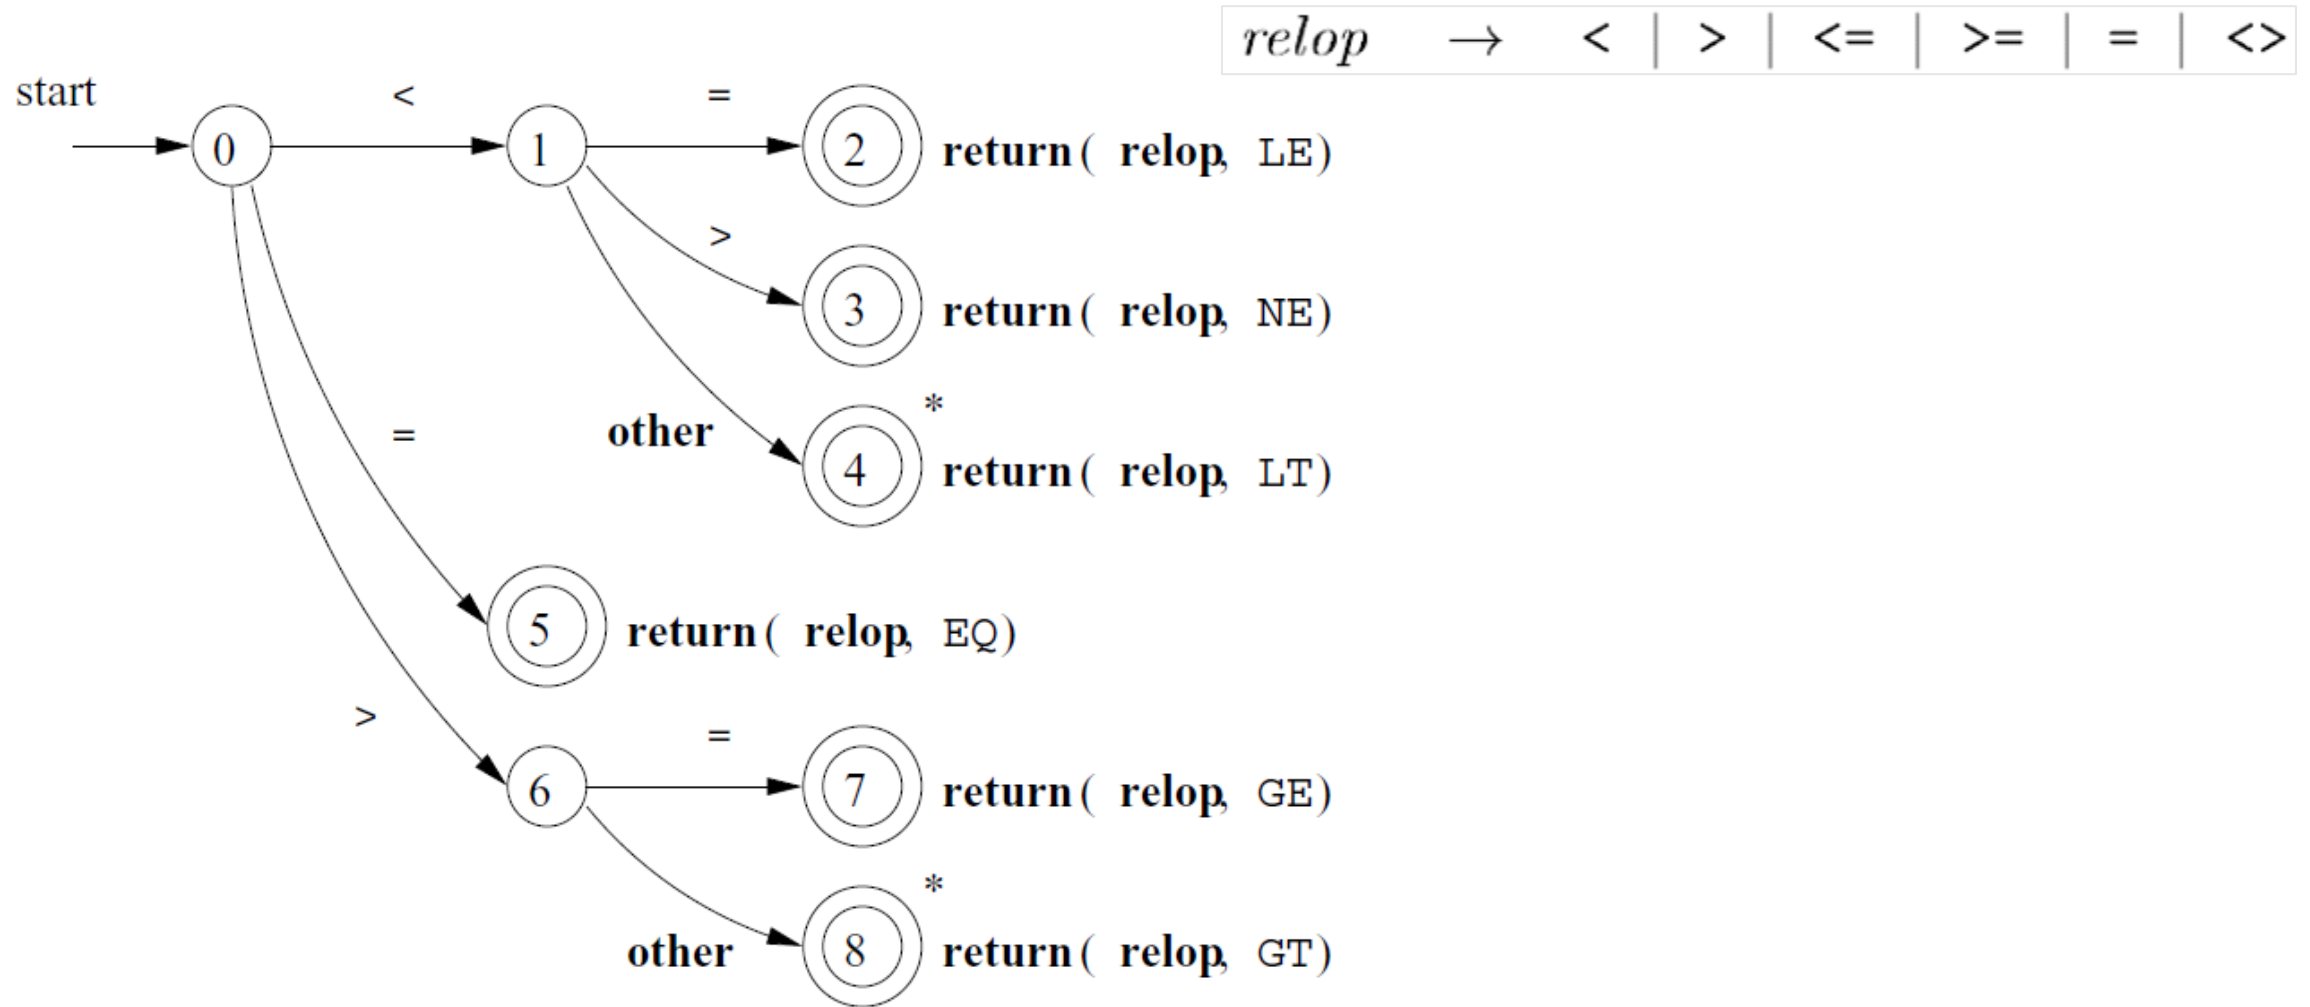 relop → < | > | <= | >= | = | <>
start
< =
0 1 2 return( relop, LE)
>
3 return( relop, NE)
*
= other
4 return( relop, LT)
5 return( relop, EQ)
> =
6 7 return( relop, GE)
*
other 8 return( relop, GT)